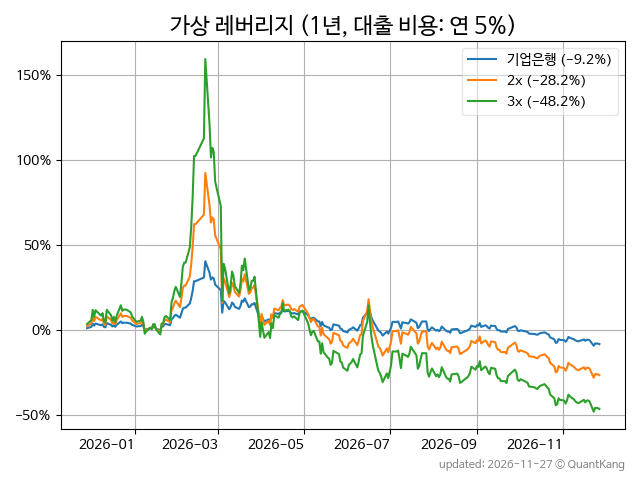 가상 레버리지 (1년, 대출 비용: 연 5%)
기업은행 (−9.2%)
2x (−28.2%)
3x (−48.2%)
150%
100%
50%
0%
−50%
2026-01 2026-03 2026-05 2026-07 2026-09 2026-11
updated: 2026-11-27 © QuantKang